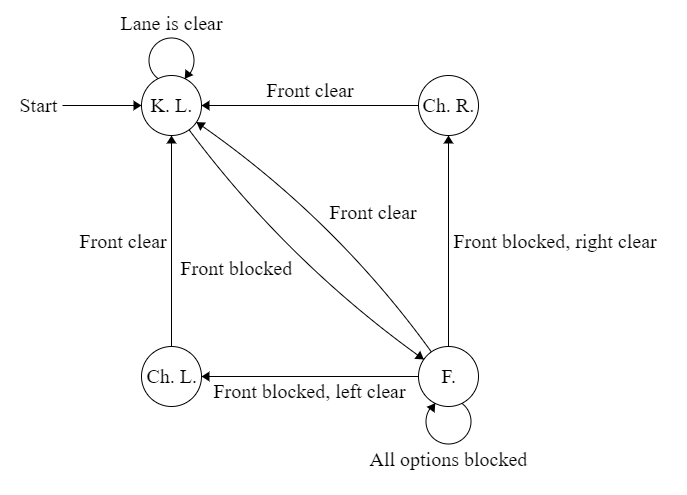 Lane is clear
Start
K. L.
Front clear
Ch. R.
Front clear
Front clear
Front blocked, right clear
Front blocked
Ch. L.
F.
Front blocked, left clear
All options blocked